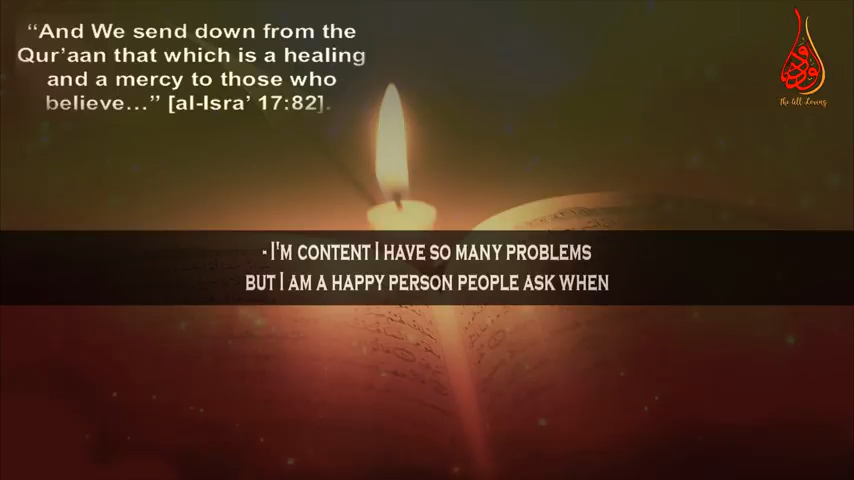 “And We send down from the
Qur’aan that which is a healing
and a mercy to those who
believe…” [al-Isra’ 17:82].
The All-Loving
- I'M CONTENT I HAVE SO MANY PROBLEMS
BUT I AM A HAPPY PERSON PEOPLE ASK WHEN